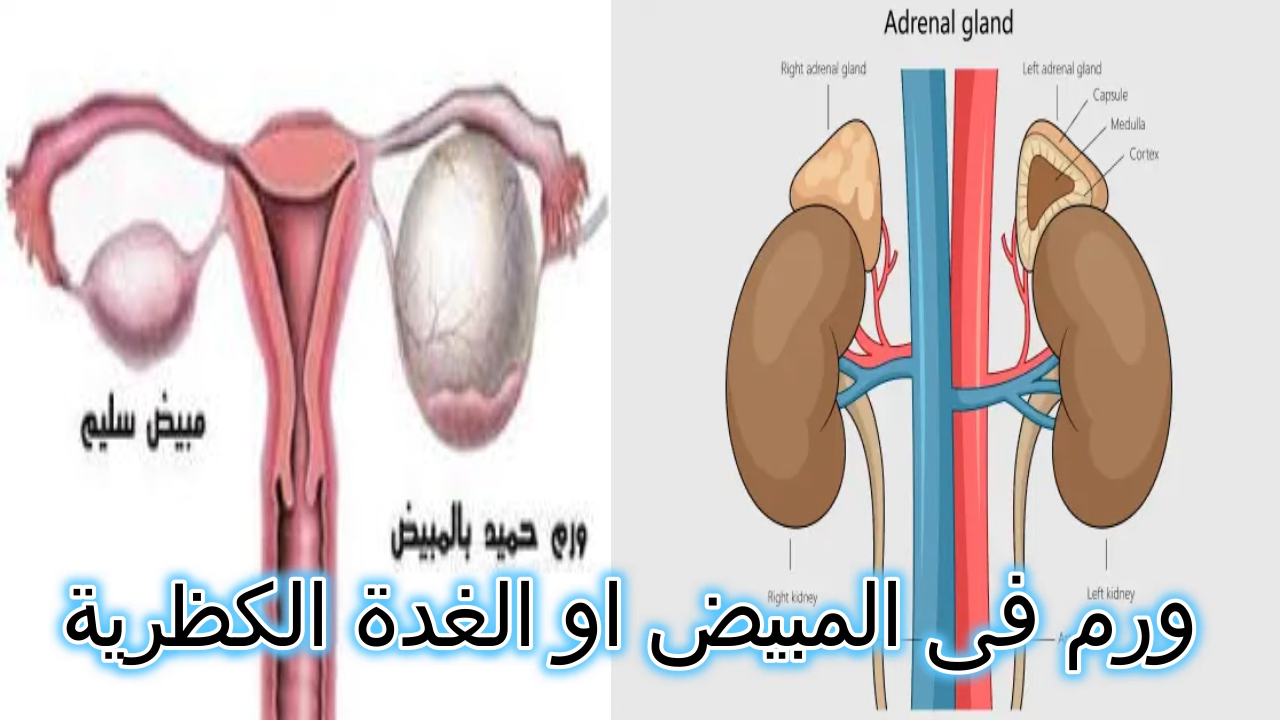 Adrenal gland
Right adrenal gland
Left adrenal gland
Capsule
Medulla
Cortex
مبيض سليم
ورم حميد بالمبيض
Right kidney
Left kidney
ورم فى المبيض او الغدة الكظرية